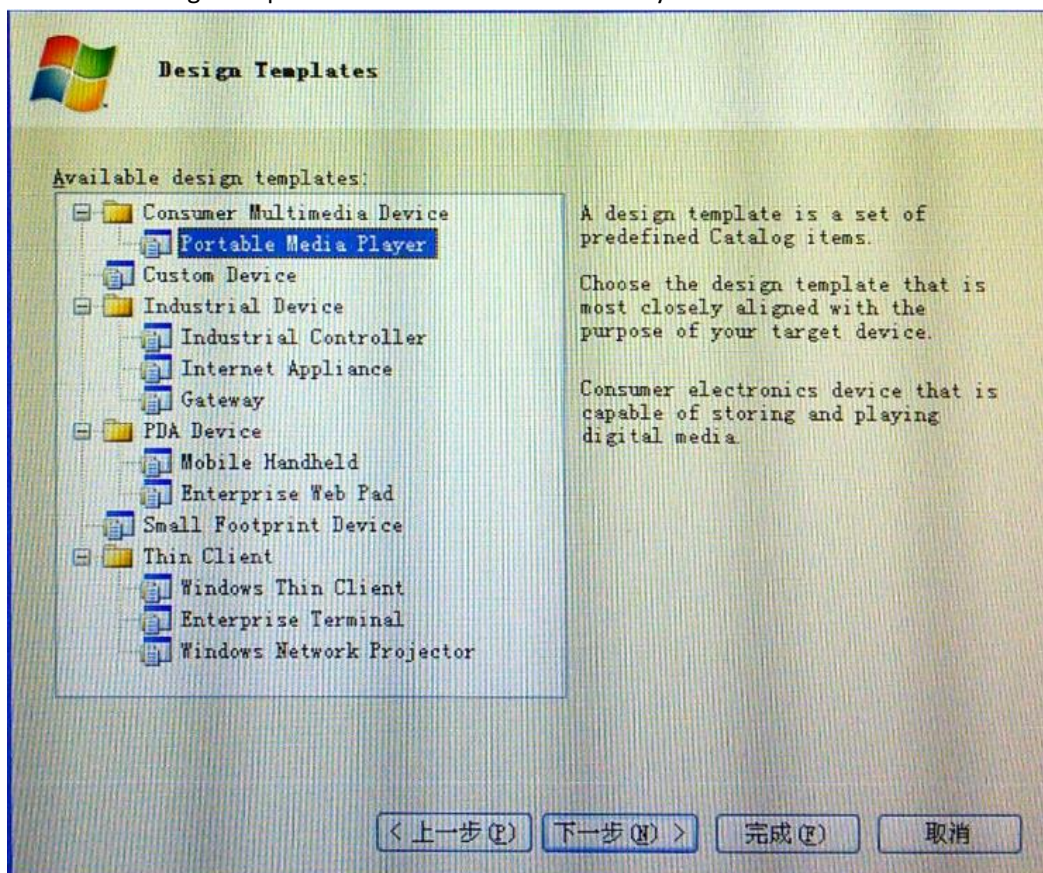 Design Templates
Available design templates:
Consumer Multimedia Device
Portable Media Player
Custom Device
Industrial Device
Industrial Controller
Internet Appliance
Gateway
PDA Device
Mobile Handheld
Enterprise Web Pad
Small Footprint Device
Thin Client
Windows Thin Client
Enterprise Terminal
Windows Network Projector
A design template is a set of
predefined Catalog items.
Choose the design template that is
most closely aligned with the
purpose of your target device.
Consumer electronics device that is
capable of storing and playing
digital media.
< 上一步(P)
下一步(N) >
完成(F)
取消